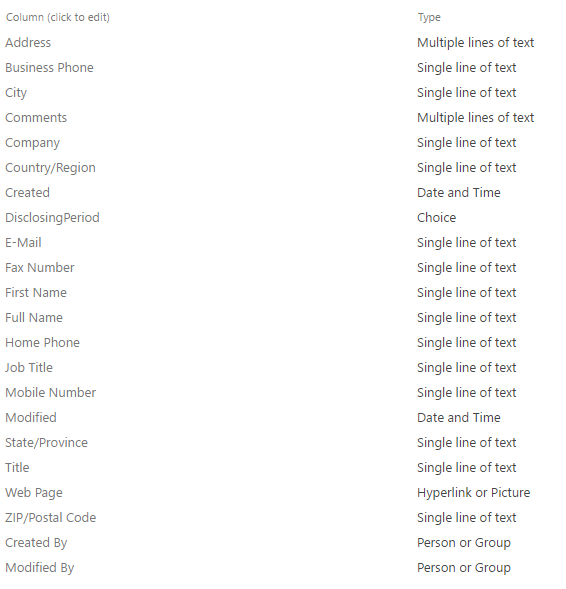 Column (click to edit) Type
Address Multiple lines of text
Business Phone Single line of text
City Single line of text
Comments Multiple lines of text
Company Single line of text
Country/Region Single line of text
Created Date and Time
DisclosingPeriod Choice
E-Mail Single line of text
Fax Number Single line of text
First Name Single line of text
Full Name Single line of text
Home Phone Single line of text
Job Title Single line of text
Mobile Number Single line of text
Modified Date and Time
State/Province Single line of text
Title Single line of text
Web Page Hyperlink or Picture
ZIP/Postal Code Single line of text
Created By Person or Group
Modified By Person or Group